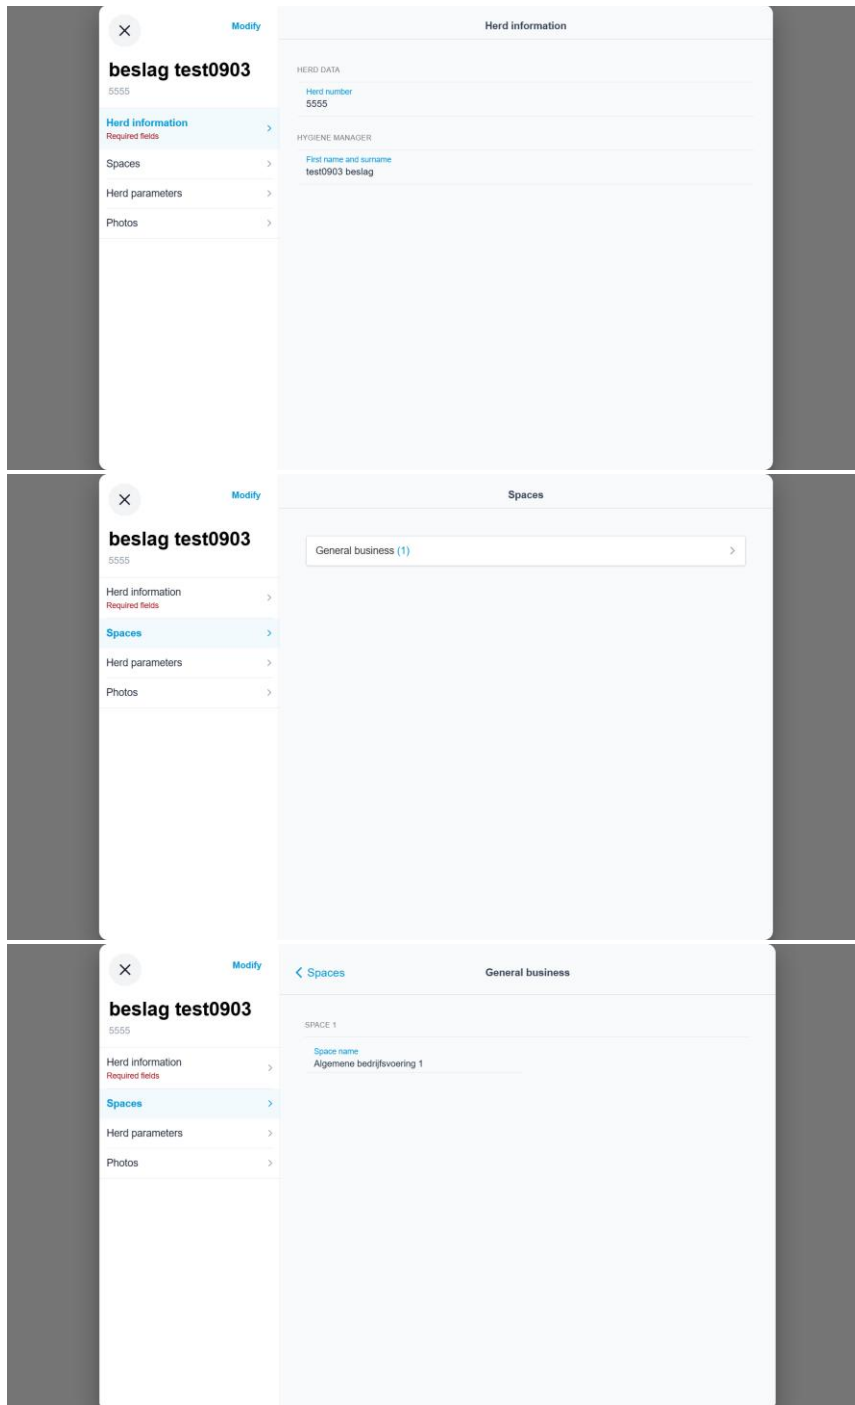 Modify
Herd information
beslag test0903
5555
Herd information
Required fields
Spaces
Herd parameters
Photos
HERD DATA
Herd number
5555
HYGIENE MANAGER
First name and surname
test0903 beslag
Modify
Spaces
beslag test0903
5555
Herd information
Required fields
Spaces
Herd parameters
Photos
General business (1)
Modify
Spaces
General business
beslag test0903
5555
Herd information
Required fields
Spaces
Herd parameters
Photos
SPACE 1
Space name
Algemene bedrijfsvoering 1